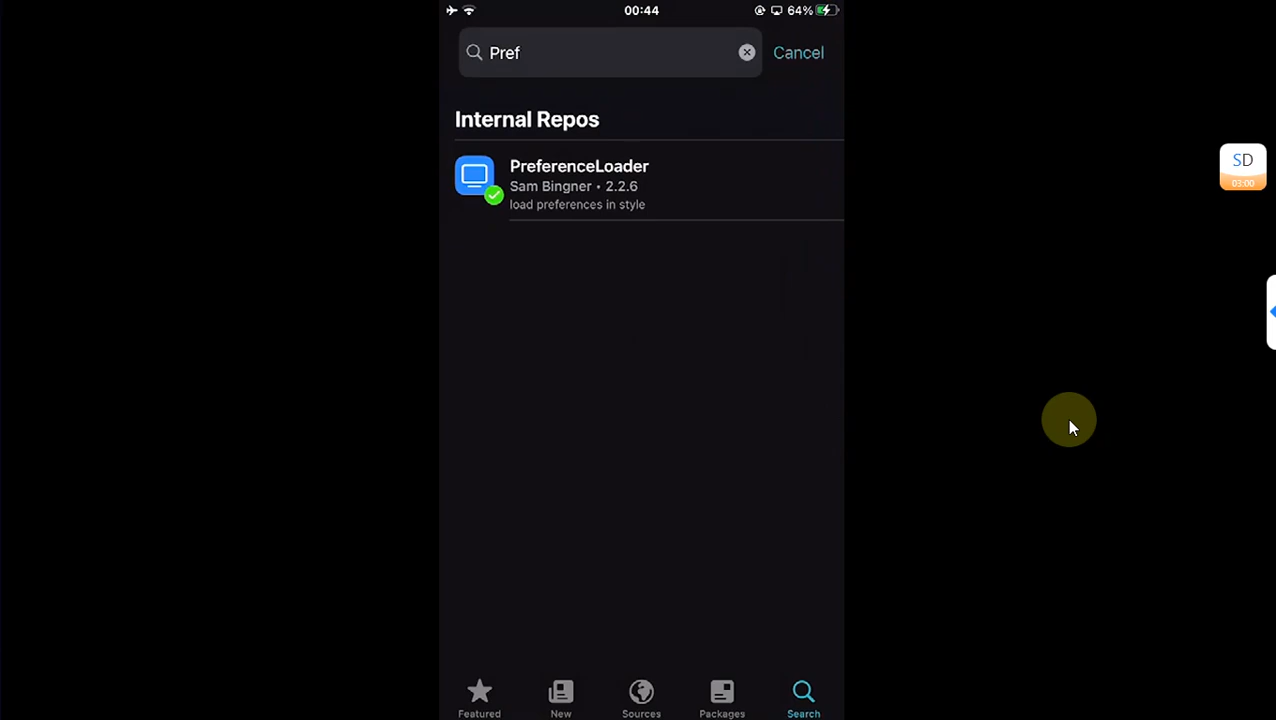 00:44
64%
Pref
Cancel
Internal Repos
PreferenceLoader
Sam Bingner • 2.2.6
load preferences in style
SD
03:00
Featured
New
Sources
Packages
Search